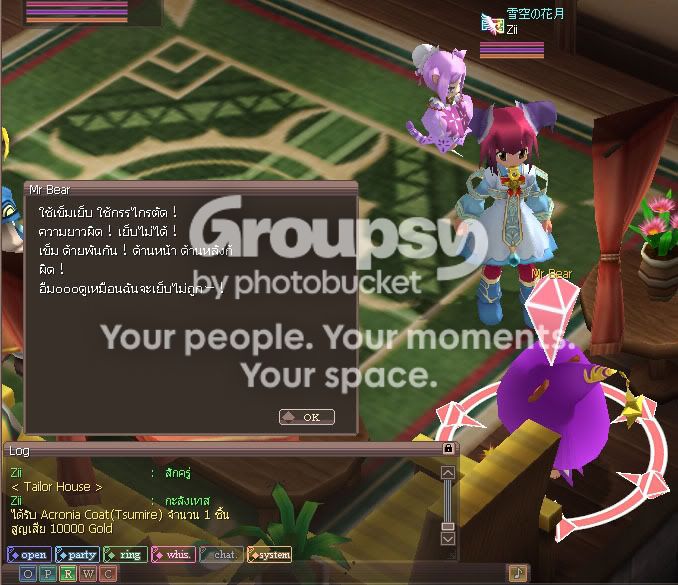 雪空の花月
Zii
Mr Bear
ใช้เข็มเย็บ ใช้กรรไกรตัด !
ความยาวผิด ! เย็บไม่ได้ !
เข็ม ด้ายพันกัน ! ด้านหน้า ด้านหลังก็
ผิด !
อืมoooดูเหมือนฉันจะเย็บไม่ถูก
OK
Mr Bear
Groupsy
by photobucket
Your people. Your moments.
Your space.
Log
Zii : สักครู่
< Tailor House >
Zii : กะลังเทส
ได้รับ Acronia Coat(Tsumire) จำนวน 1 ชิ้น
สูญเสีย 10000 Gold
open party ring whis. chat. system
O P R W C